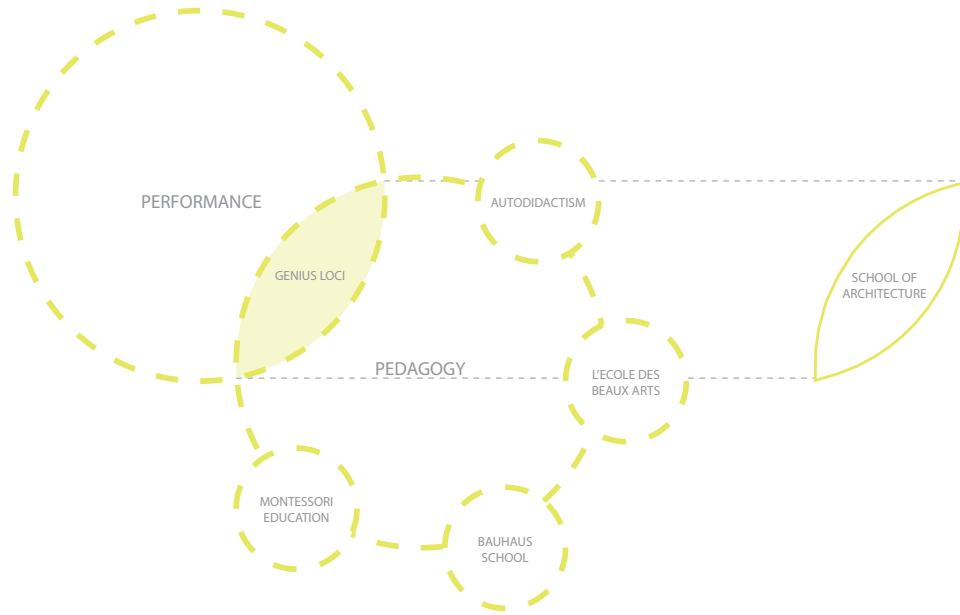 PERFORMANCE
AUTODIDACTISM
GENIUS LOCI
SCHOOL OF
ARCHITECTURE
PEDAGOGY
L'ECOLE DES
BEAUX ARTS
MONTESSORI
EDUCATION
BAUHAUS
SCHOOL